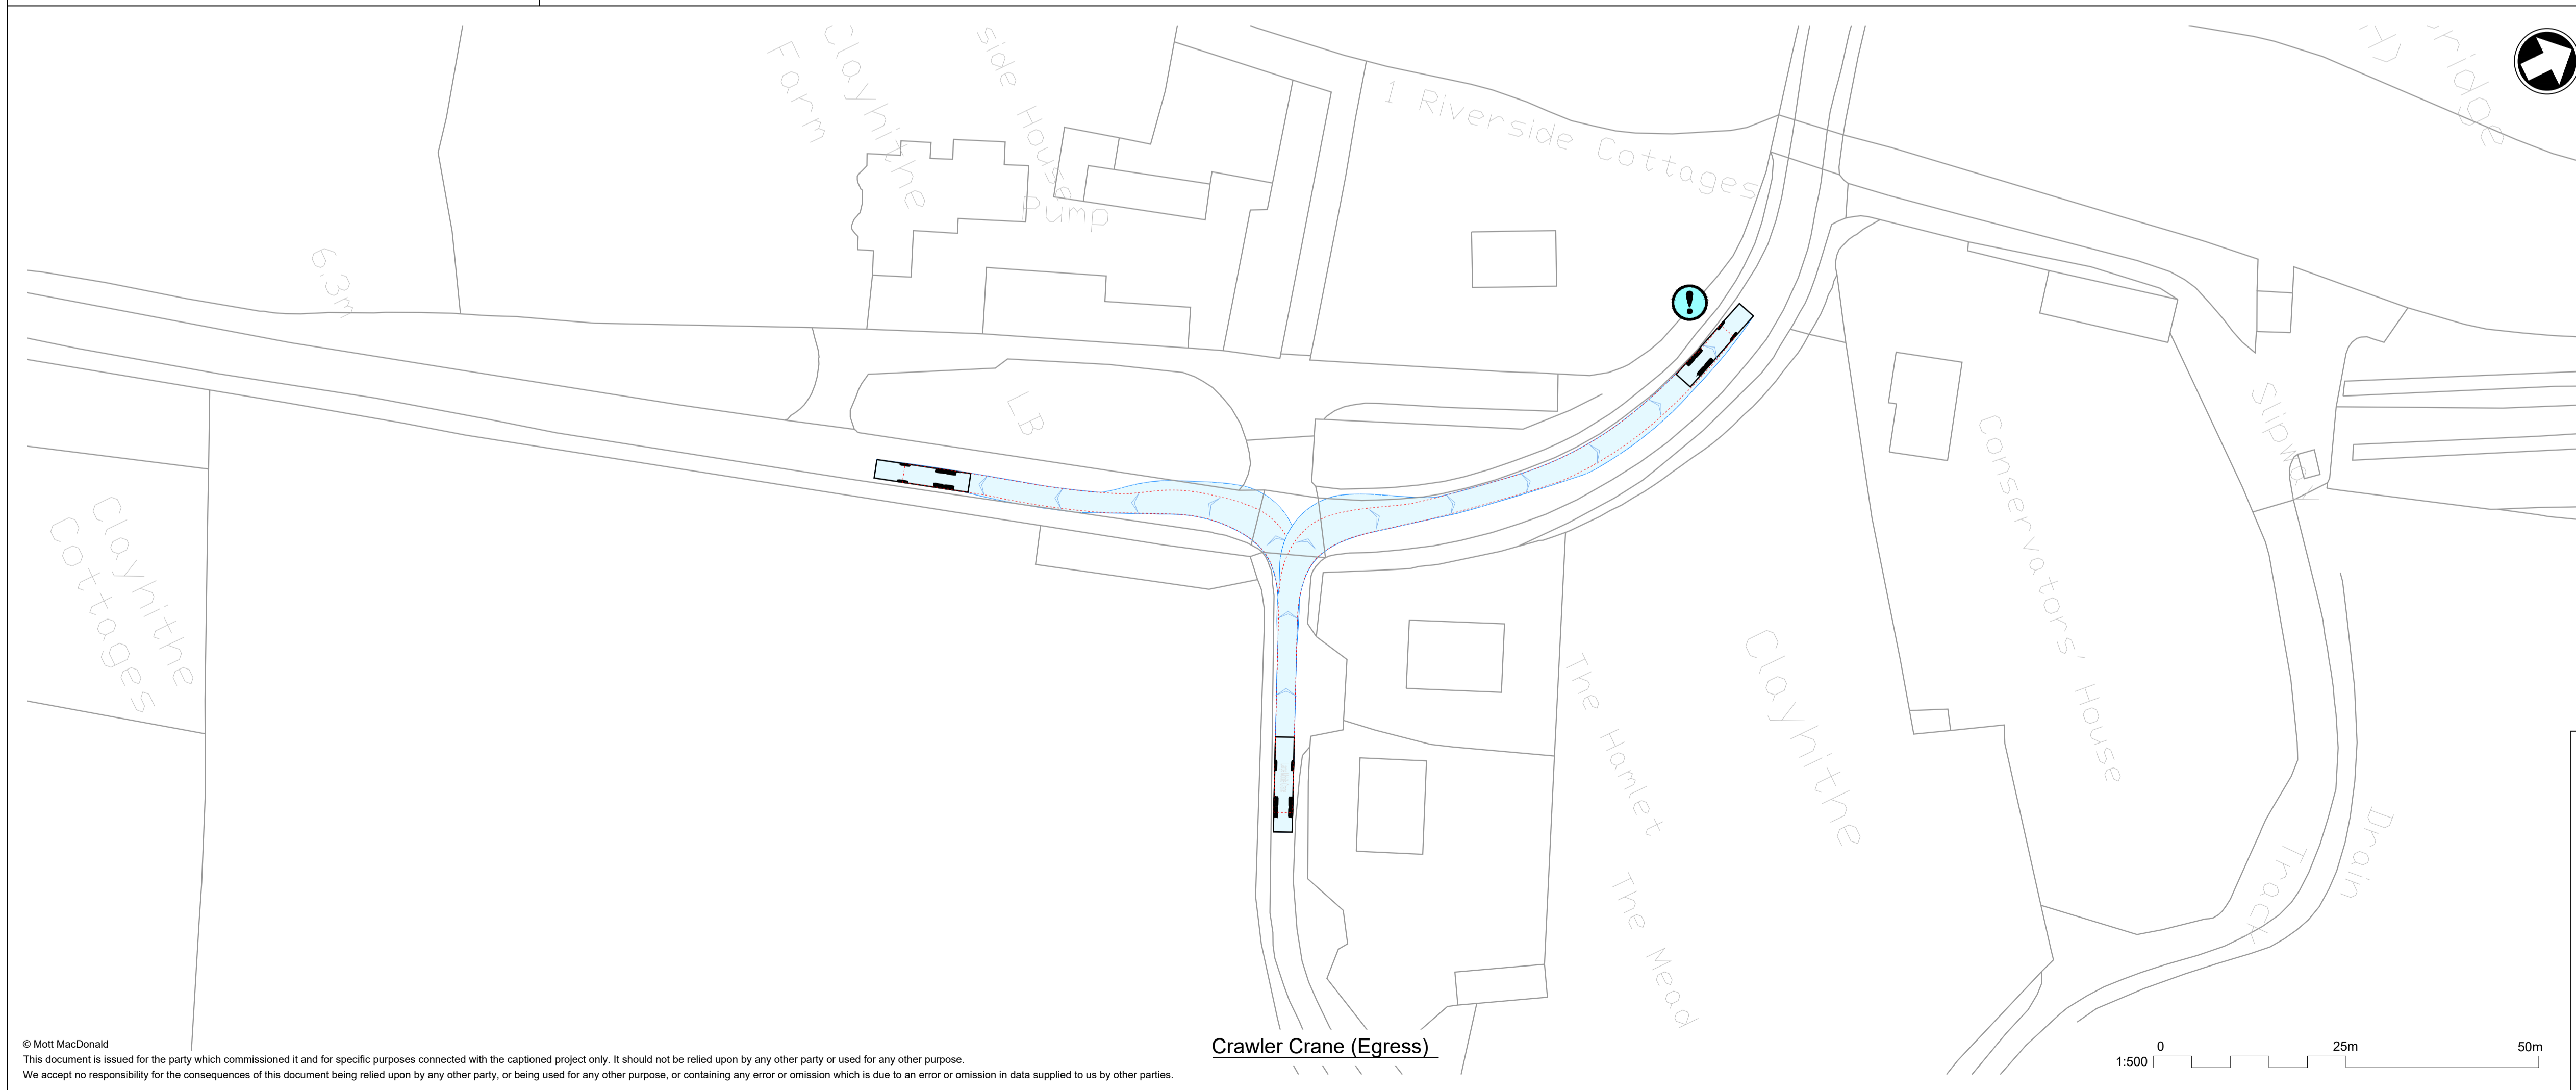 Clayhithe
Farm
side House
Pump
1 Riverside Cottages
6.3m
LB
Clayhithe
Cottages
Slipway
Conservators' House
Clayhithe
The Hamlet
The Mead
Drain
Track
© Mott MacDonald
This document is issued for the party which commissioned it and for specific purposes connected with the captioned project only. It should not be relied upon by any other party or used for any other purpose.
We accept no responsibility for the consequences of this document being relied upon by any other party, or being used for any other purpose, or containing any error or omission which is due to an error or omission in data supplied to us by other parties.
Crawler Crane (Egress)
1:500
0
25m
50m